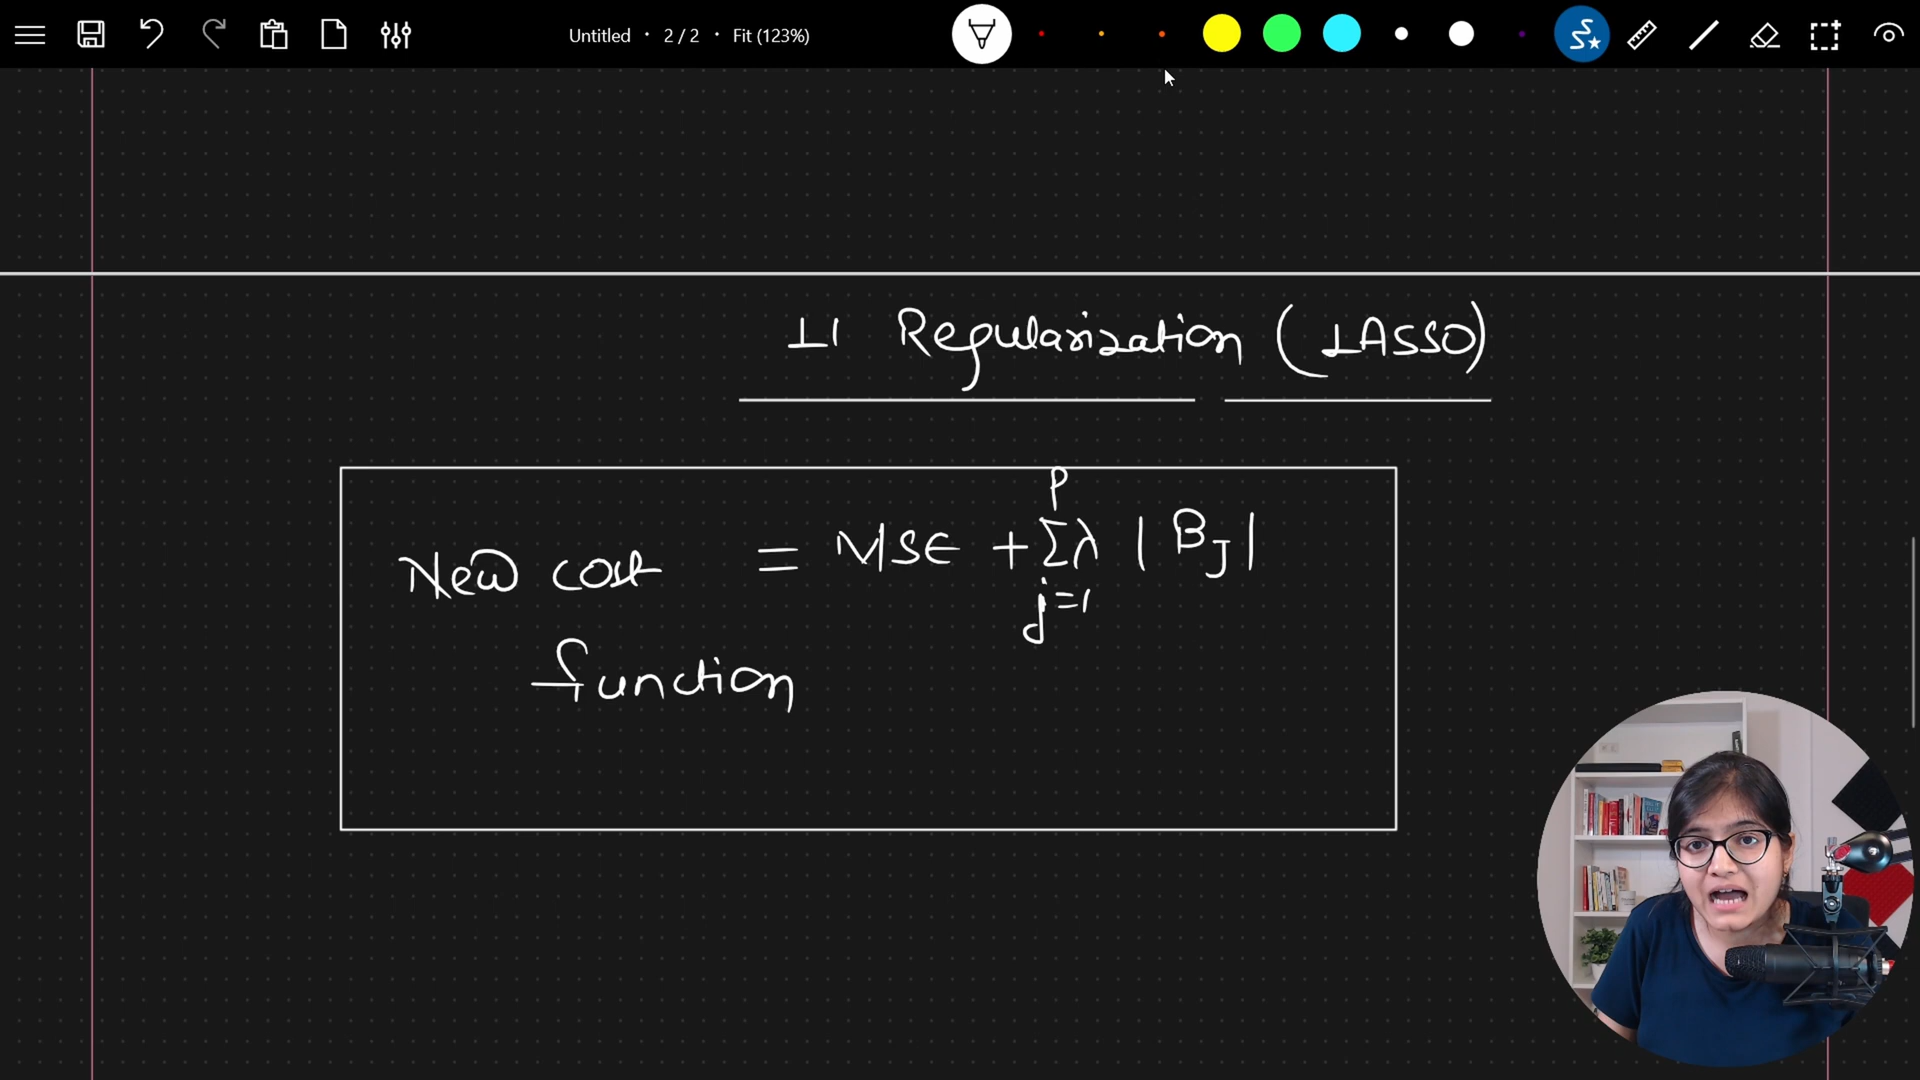 Untitled • 2 / 2 • Fit (123%)
L1 Regularization (LASSO)
P
New cost = MSE + Σλ |BJ|
j=1
function